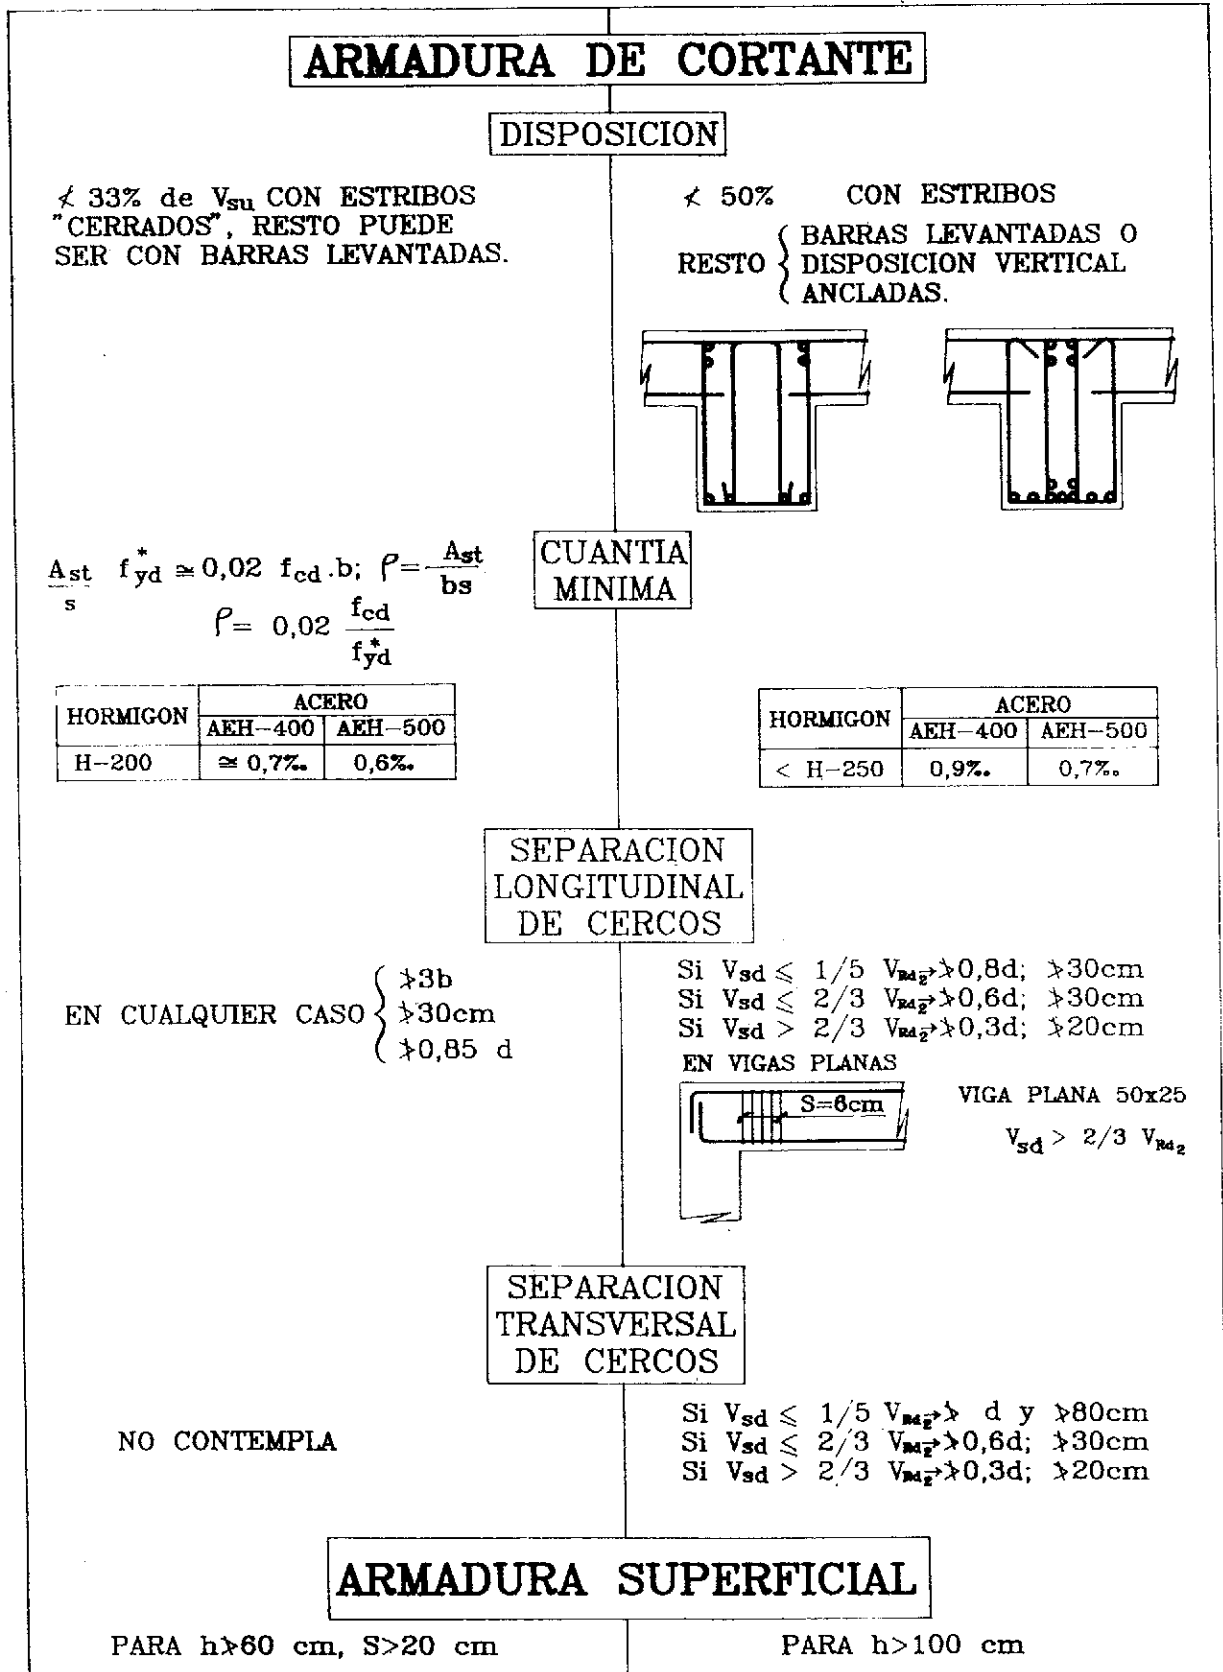 ARMADURA DE CORTANTE
DISPOSICION
≮ 33% de Vsu CON ESTRIBOS
"CERRADOS", RESTO PUEDE
SER CON BARRAS LEVANTADAS.
≮ 50% CON ESTRIBOS
RESTO { BARRAS LEVANTADAS O
DISPOSICION VERTICAL
ANCLADAS.
CUANTIA
MINIMA
Ast/s f*yd ≅ 0,02 fcd.b; ρ = Ast/bs
ρ = 0,02 fcd/f*yd
HORMIGON ACERO
AEH-400 AEH-500
H-200 ≅ 0,7‰ 0,6‰
HORMIGON ACERO
AEH-400 AEH-500
< H-250 0,9‰ 0,7‰
SEPARACION
LONGITUDINAL
DE CERCOS
EN CUALQUIER CASO { ≯3b
≯30cm
≯0,85 d
Si Vsd ⩽ 1/5 VRd2→≯0,8d; ≯30cm
Si Vsd ⩽ 2/3 VRd2→≯0,6d; ≯30cm
Si Vsd > 2/3 VRd2→≯0,3d; ≯20cm
EN VIGAS PLANAS
S=6cm
VIGA PLANA 50x25
Vsd > 2/3 VRd2
SEPARACION
TRANSVERSAL
DE CERCOS
NO CONTEMPLA
Si Vsd ⩽ 1/5 VRd2→≯ d y ≯80cm
Si Vsd ⩽ 2/3 VRd2→≯0,6d; ≯30cm
Si Vsd > 2/3 VRd2→≯0,3d; ≯20cm
ARMADURA SUPERFICIAL
PARA h≯60 cm, S>20 cm
PARA h>100 cm